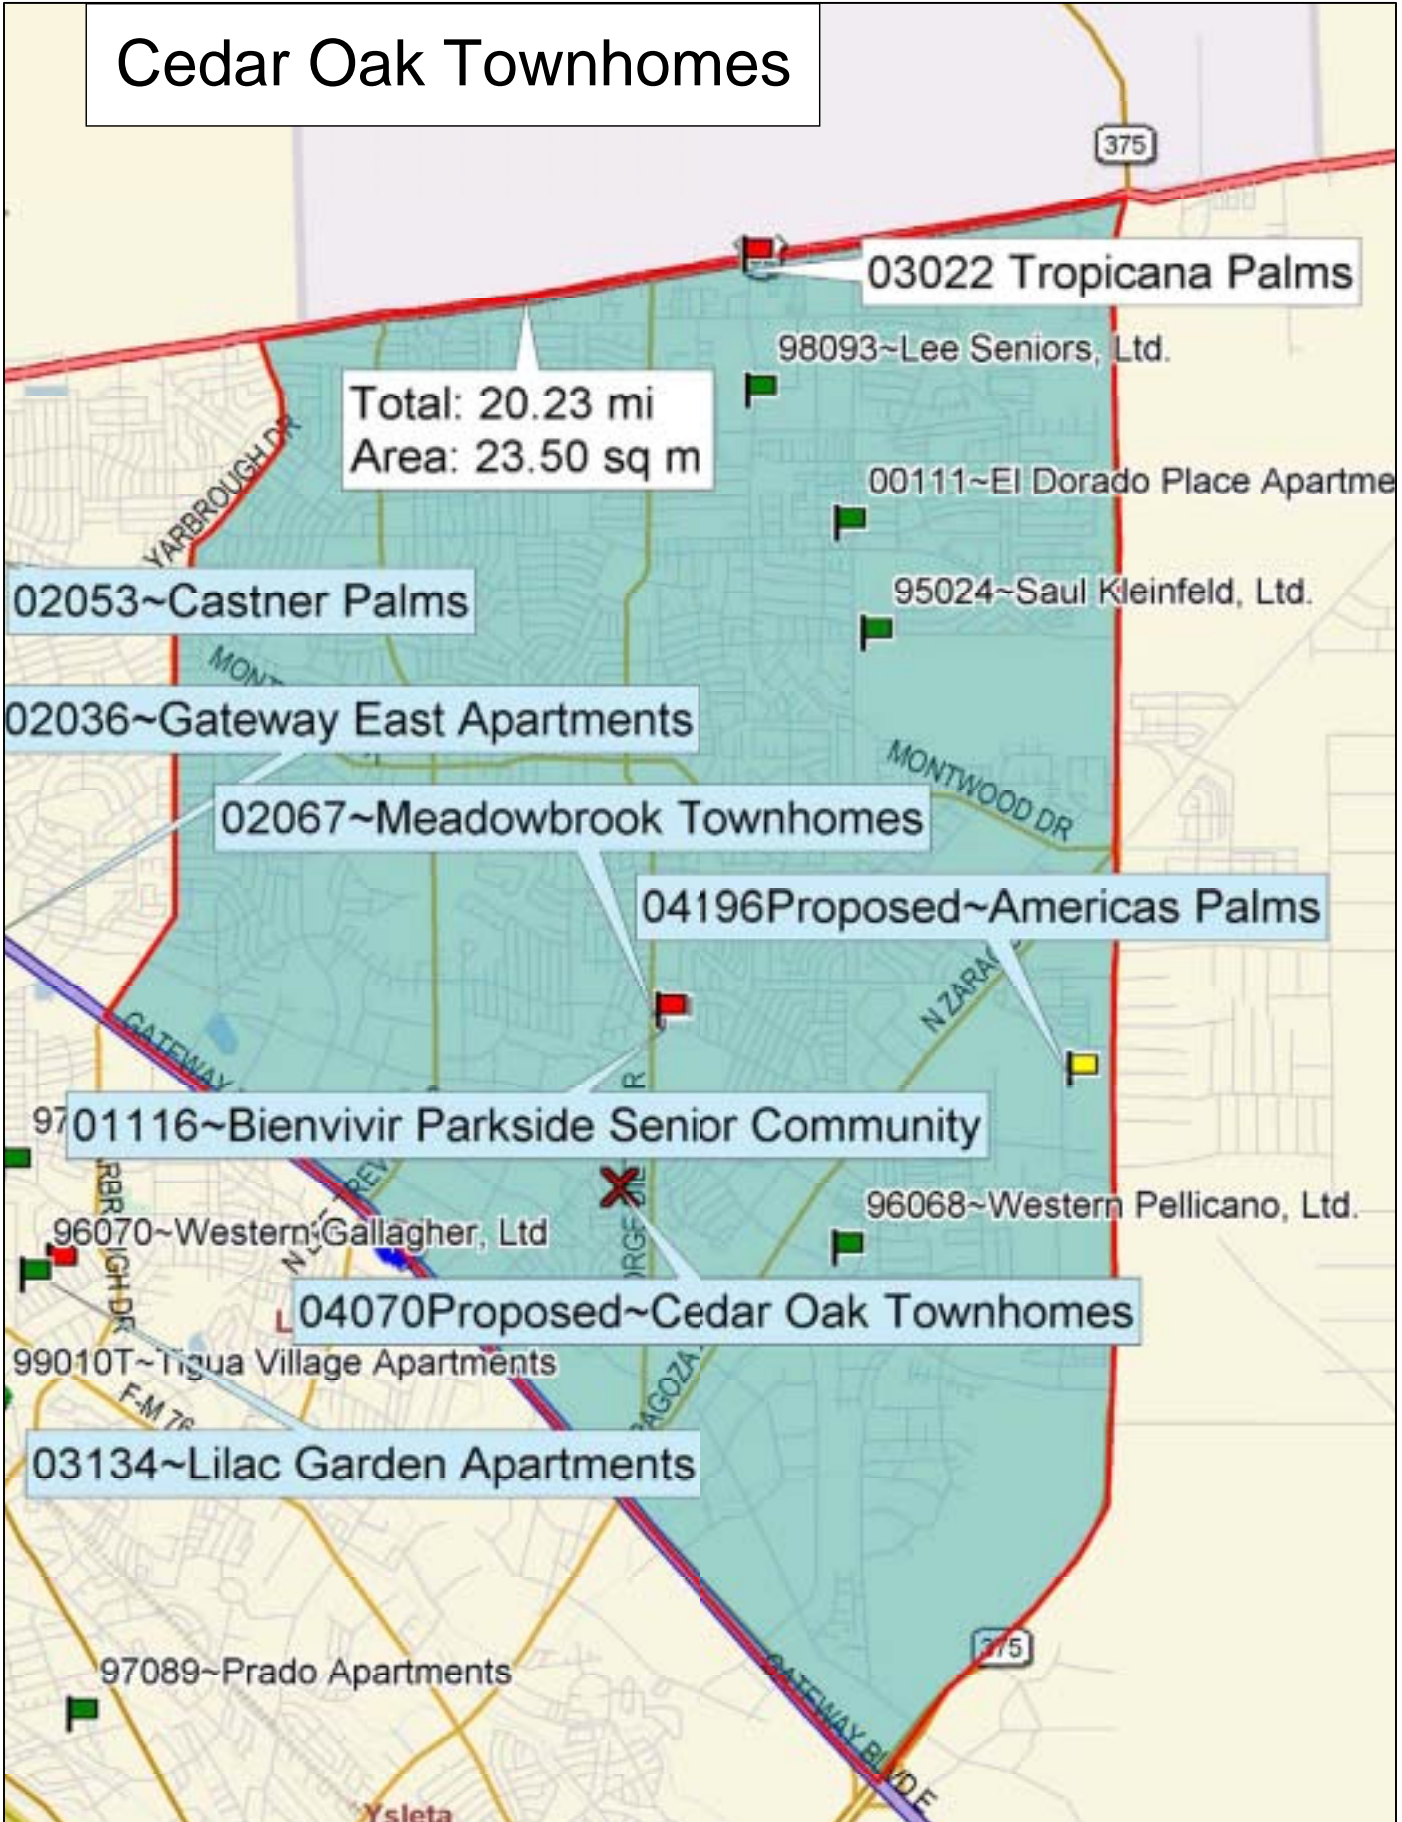 Cedar Oak Townhomes
375
03022 Tropicana Palms
98093~Lee Seniors, Ltd.
Total: 20.23 mi
Area: 23.50 sq m
YARBROUGH DR
00111~El Dorado Place Apartme
95024~Saul Kleinfeld, Ltd.
02053~Castner Palms
MONT
02036~Gateway East Apartments
MONTWOOD DR
02067~Meadowbrook Townhomes
04196Proposed~Americas Palms
N ZARAG
GATEWAY
97
01116~Bienvivir Parkside Senior Community
96068~Western Pellicano, Ltd.
96070~Western Gallagher, Ltd
04070Proposed~Cedar Oak Townhomes
L
99010T~Tigua Village Apartments
F-M 76
RAGOZA
03134~Lilac Garden Apartments
375
97089~Prado Apartments
GATEWAY BLVD E
Ysleta